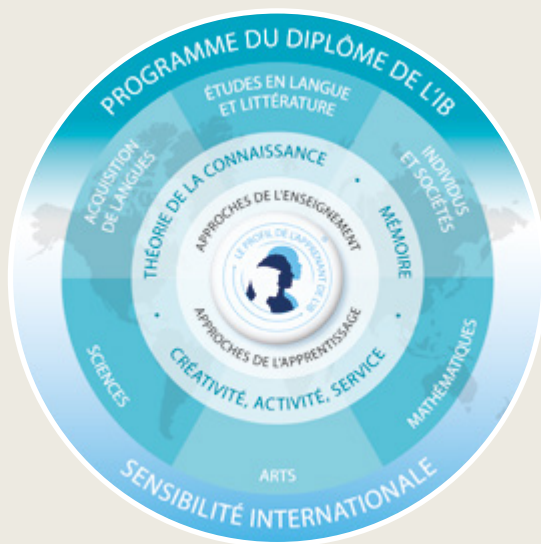 PROGRAMME DU DIPLÔME DE L'IB
ÉTUDES EN LANGUE
ET LITTÉRATURE
ACQUISITION
DE LANGUES
INDIVIDUS
ET SOCIÉTÉS
THÉORIE DE LA CONNAISSANCE
MÉMOIRE
APPROCHES DE L'ENSEIGNEMENT
LE PROFIL DE L'APPRENANT DE L'IB
APPROCHES DE L'APPRENTISSAGE
CRÉATIVITÉ, ACTIVITÉ, SERVICE
SCIENCES
MATHÉMATIQUES
ARTS
SENSIBILITÉ INTERNATIONALE